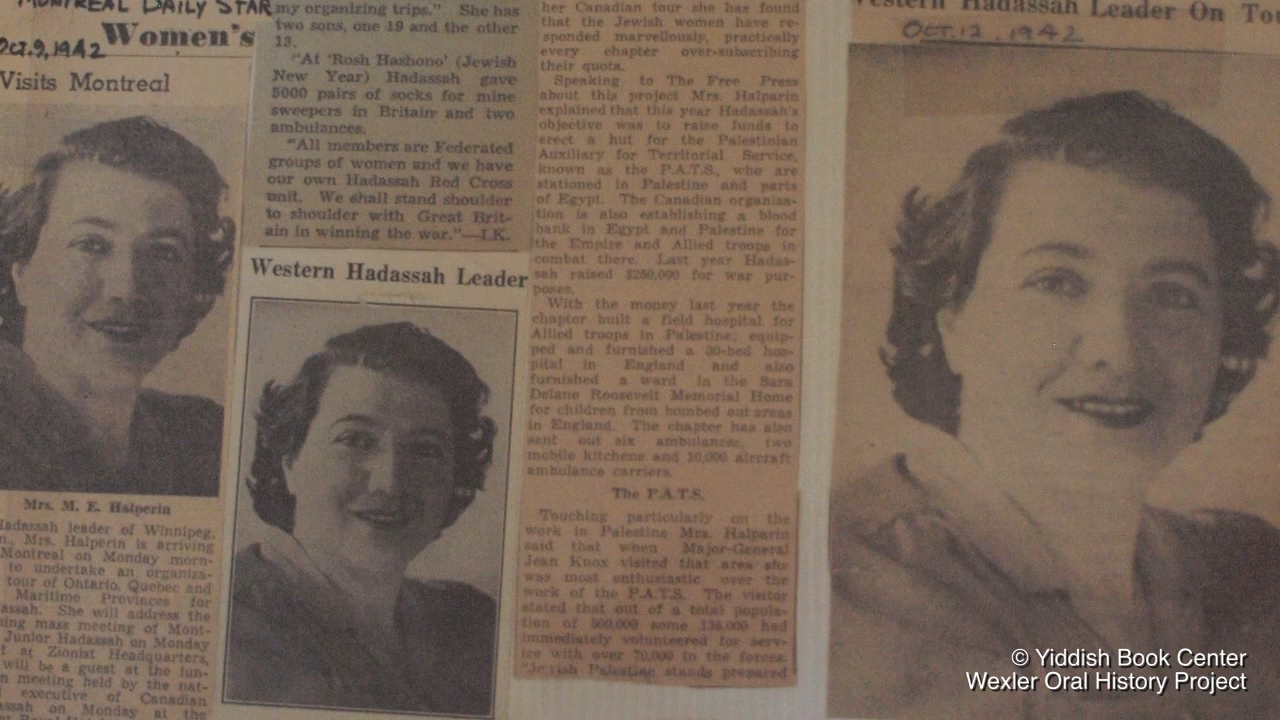 MONTREAL DAILY STAR
Oct. 9, 1942 Women's
Visits Montreal
Mrs. M. E. Halperin
Hadassah leader of Winnipeg,
Mrs. Halperin is arriving
Montreal on Monday morn-
to undertake an organiza-
tour of Ontario, Quebec and
Maritime Provinces for
She will address the
mass meeting of Mont-
Junior Hadassah on Monday
at Zionist Headquarters,
will be a guest at the lun-
meeting held by the nat-
executive of Canadian
on Monday at the
my organizing trips." She has
two sons, one 19 and the other
13.
"At 'Rosh Hashono' (Jewish
New Year) Hadassah gave
5000 pairs of socks for mine
sweepers in Britain and two
ambulances.
"All members are Federated
groups of women and we have
our own Hadassah Red Cross
unit. We shall stand shoulder
to shoulder with Great Brit-
ain in winning the war."—I.K.
Western Hadassah Leader
her Canadian tour she has found
that the Jewish women have re-
sponded marvellously, practically
every chapter over-subscribing
their quota.
Speaking to The Free Press
about this project Mrs. Halparin
explained that this year Hadassah's
objective was to raise funds to
erect a hut for the Palestinian
Auxiliary for Territorial Service,
known as the P.A.T.S., who are
stationed in Palestine and parts
of Egypt. The Canadian organiza-
tion is also establishing a blood
bank in Egypt and Palestine for
the Empire and Allied troops in
combat there. Last year Hadas-
sah raised $250,000 for war pur-
poses.
With the money last year the
chapter built a field hospital for
Allied troops in Palestine; equip-
ped and furnished a 30-bed hos-
pital in England and also
furnished a ward in the Sara
Delane Roosevelt Memorial Home
for children from bombed out areas
in England. The chapter has also
sent out six ambulances, two
mobile kitchens and 10,000 aircraft
ambulance carriers.
The P.A.T.S.
Touching particularly on the
work in Palestine Mrs. Halparin
said that when Major-General
Jean Knox visited that area she
was most enthusiastic over the
work of the P.A.T.S. The visitor
stated that out of a total popula-
tion of 500,000 some 136,000 had
immediately volunteered for serv-
ice with over 70,000 in the forces.
"Jewish Palestine stands prepared
Western Hadassah Leader On
OCT. 12, 1942
© Yiddish Book Center
Wexler Oral History Project